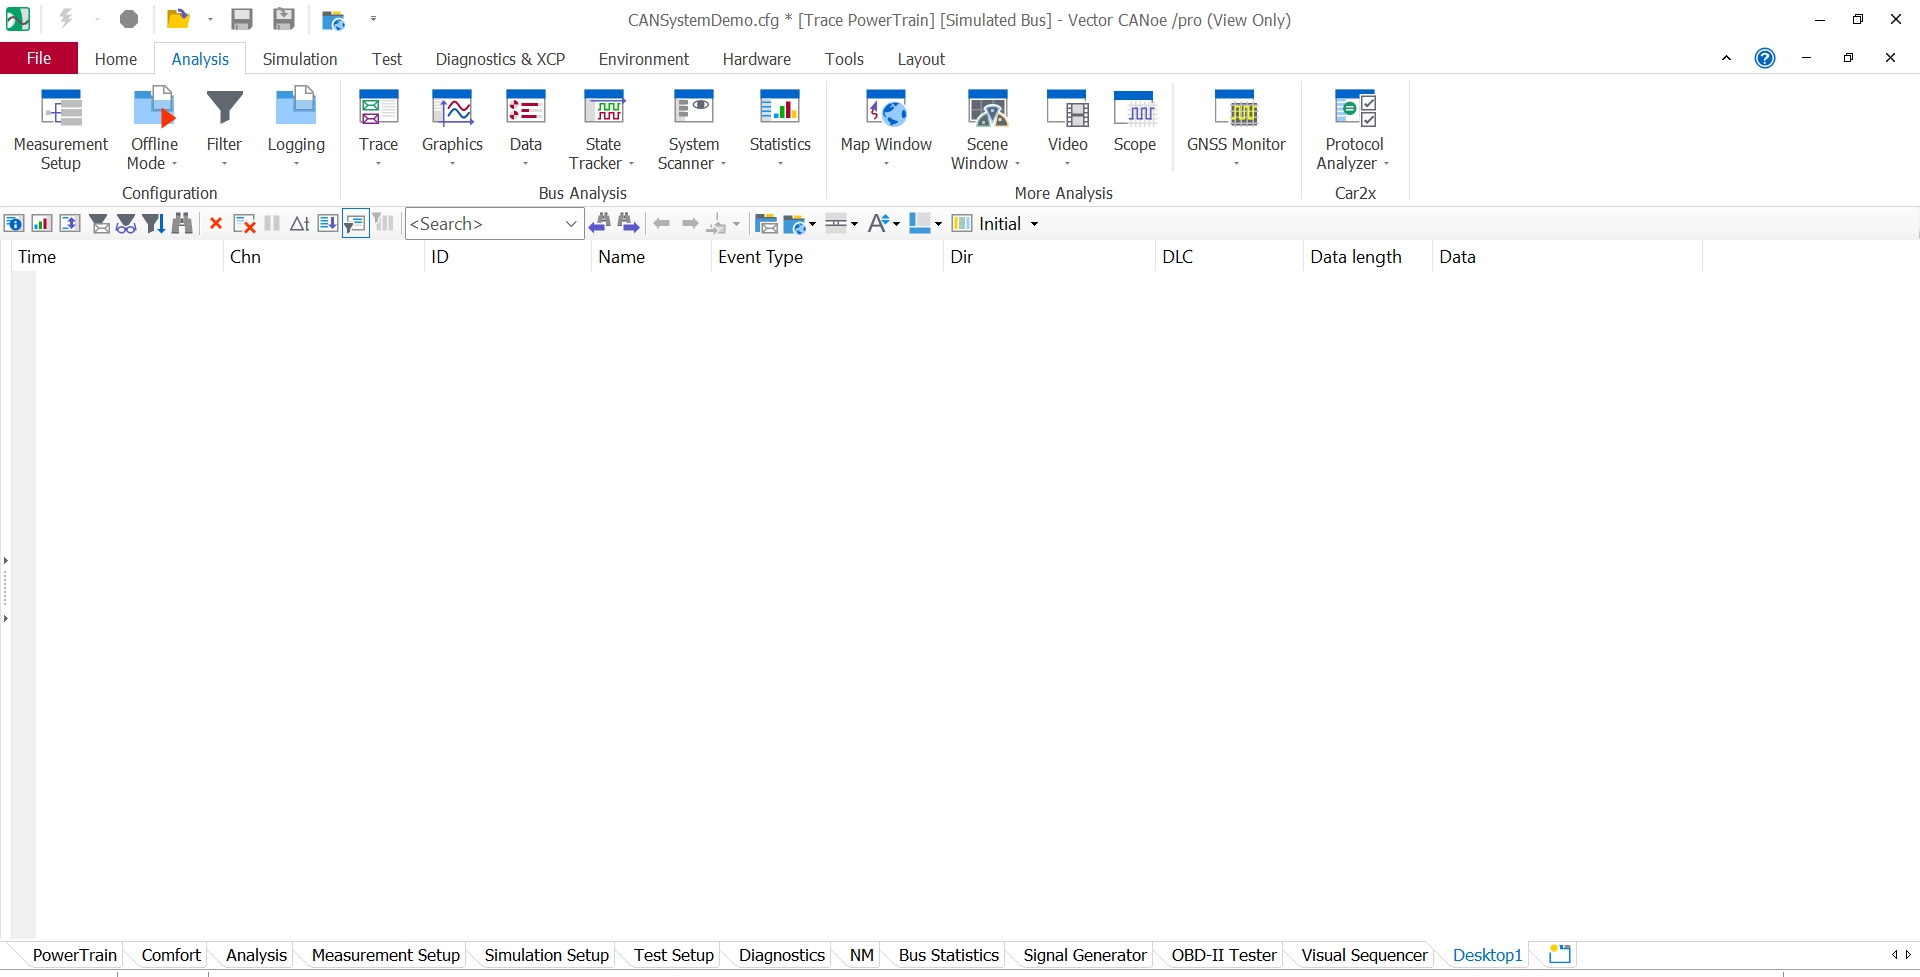 CANSystemDemo.cfg * [Trace PowerTrain] [Simulated Bus] - Vector CANoe /pro (View Only)
File Home Analysis Simulation Test Diagnostics & XCP Environment Hardware Tools Layout
Measurement Setup
Offline Mode
Filter
Logging
Configuration
Trace
Graphics
Data
State Tracker
System Scanner
Statistics
Bus Analysis
Map Window
Scene Window
Video
Scope
GNSS Monitor
More Analysis
Protocol Analyzer
Car2x
<Search> Initial
Time Chn ID Name Event Type Dir DLC Data length Data
PowerTrain Comfort Analysis Measurement Setup Simulation Setup Test Setup Diagnostics NM Bus Statistics Signal Generator OBD-II Tester Visual Sequencer Desktop1